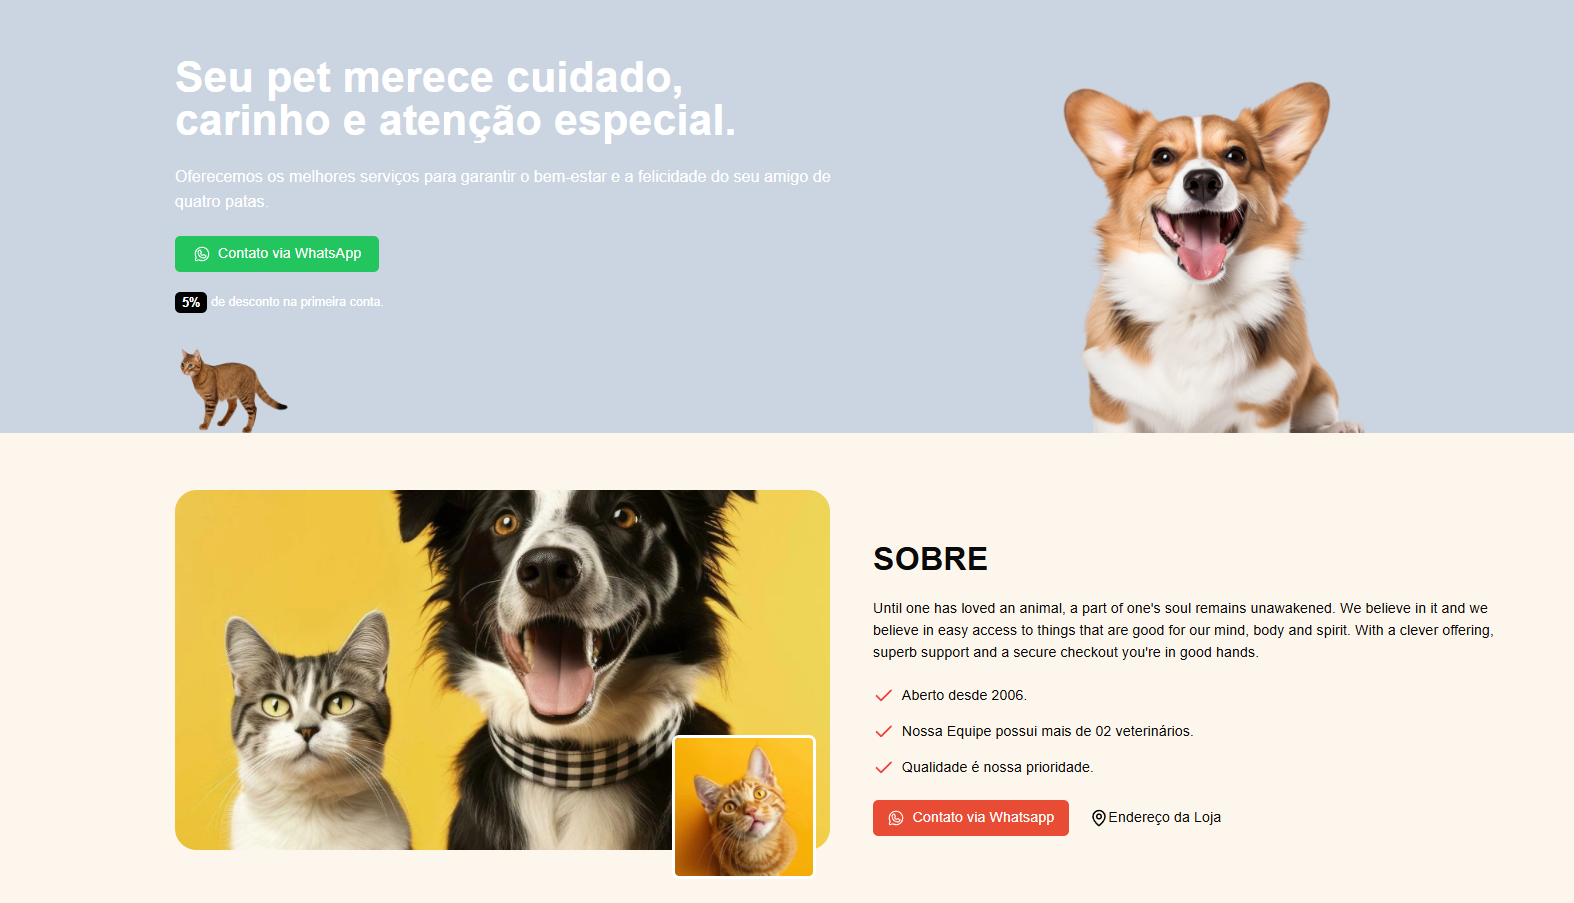 Seu pet merece cuidado,
carinho e atenção especial.
Oferecemos os melhores serviços para garantir o bem-estar e a felicidade do seu amigo de
quatro patas.
Contato via WhatsApp
5% de desconto na primeira conta.
SOBRE
Until one has loved an animal, a part of one's soul remains unawakened. We believe in it and we
believe in easy access to things that are good for our mind, body and spirit. With a clever offering,
superb support and a secure checkout you're in good hands.
Aberto desde 2006.
Nossa Equipe possui mais de 02 veterinários.
Qualidade é nossa prioridade.
Contato via Whatsapp
Endereço da Loja